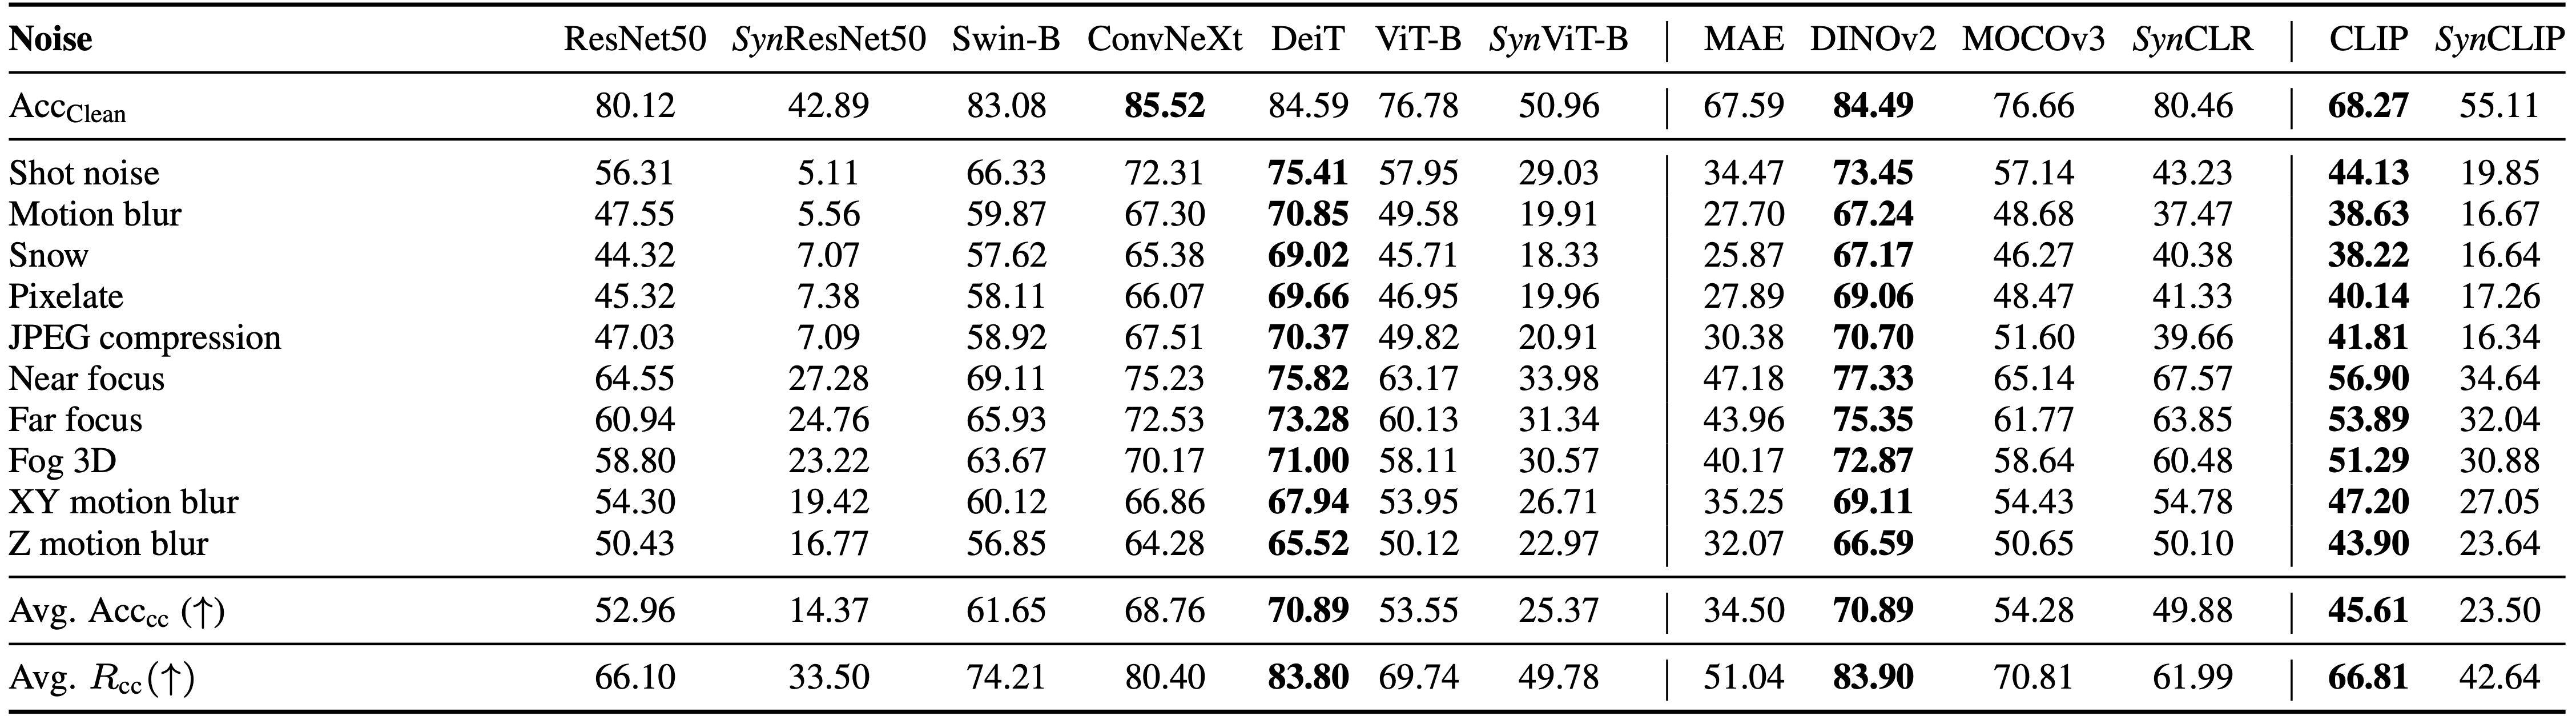 Noise ResNet50 SynResNet50 Swin-B ConvNeXt DeiT ViT-B SynViT-B MAE DINOv2 MOCOv3 SynCLR CLIP SynCLIP
AccClean 80.12 42.89 83.08 85.52 84.59 76.78 50.96 67.59 84.49 76.66 80.46 68.27 55.11
Shot noise 56.31 5.11 66.33 72.31 75.41 57.95 29.03 34.47 73.45 57.14 43.23 44.13 19.85
Motion blur 47.55 5.56 59.87 67.30 70.85 49.58 19.91 27.70 67.24 48.68 37.47 38.63 16.67
Snow 44.32 7.07 57.62 65.38 69.02 45.71 18.33 25.87 67.17 46.27 40.38 38.22 16.64
Pixelate 45.32 7.38 58.11 66.07 69.66 46.95 19.96 27.89 69.06 48.47 41.33 40.14 17.26
JPEG compression 47.03 7.09 58.92 67.51 70.37 49.82 20.91 30.38 70.70 51.60 39.66 41.81 16.34
Near focus 64.55 27.28 69.11 75.23 75.82 63.17 33.98 47.18 77.33 65.14 67.57 56.90 34.64
Far focus 60.94 24.76 65.93 72.53 73.28 60.13 31.34 43.96 75.35 61.77 63.85 53.89 32.04
Fog 3D 58.80 23.22 63.67 70.17 71.00 58.11 30.57 40.17 72.87 58.64 60.48 51.29 30.88
XY motion blur 54.30 19.42 60.12 66.86 67.94 53.95 26.71 35.25 69.11 54.43 54.78 47.20 27.05
Z motion blur 50.43 16.77 56.85 64.28 65.52 50.12 22.97 32.07 66.59 50.65 50.10 43.90 23.64
Avg. Acccc (↑) 52.96 14.37 61.65 68.76 70.89 53.55 25.37 34.50 70.89 54.28 49.88 45.61 23.50
Avg. Rcc(↑) 66.10 33.50 74.21 80.40 83.80 69.74 49.78 51.04 83.90 70.81 61.99 66.81 42.64